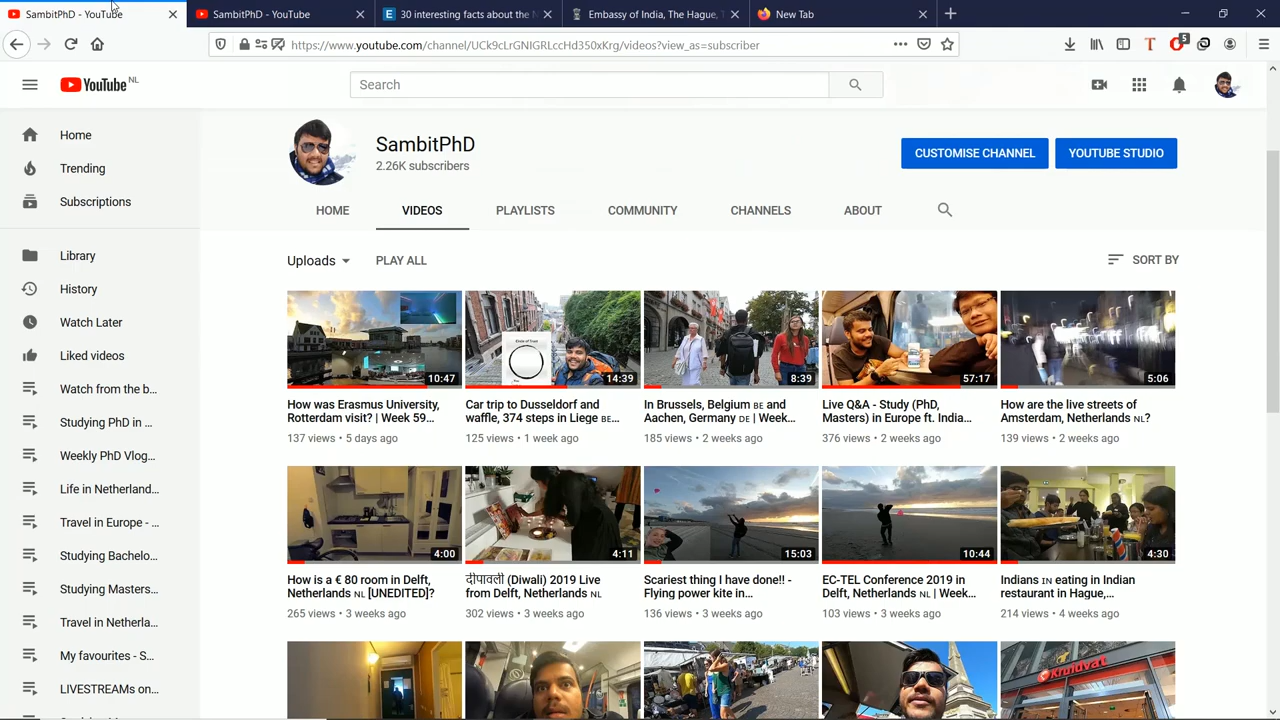 SambitPhD - YouTube
SambitPhD - YouTube
30 interesting facts about the N
Embassy of India, The Hague, T
New Tab
https://www.youtube.com/channel/UCk9cLrGNIGRLccHd350xKrg/videos?view_as=subscriber
5
YouTube NL
Search
Home
Trending
Subscriptions
Library
History
Watch Later
Liked videos
Watch from the b...
Studying PhD in ...
Weekly PhD Vlog...
Life in Netherland...
Travel in Europe - ...
Studying Bachelo...
Studying Masters...
Travel in Netherla...
My favourites - S...
LIVESTREAMs on...
SambitPhD
2.26K subscribers
CUSTOMISE CHANNEL
YOUTUBE STUDIO
HOME
VIDEOS
PLAYLISTS
COMMUNITY
CHANNELS
ABOUT
Uploads
PLAY ALL
SORT BY
10:47
How was Erasmus University,
Rotterdam visit? | Week 59...
137 views • 5 days ago
Circle of Trust
14:39
Car trip to Dusseldorf and
waffle, 374 steps in Liege BE...
125 views • 1 week ago
8:39
In Brussels, Belgium BE and
Aachen, Germany DE | Week...
185 views • 2 weeks ago
57:17
Live Q&A - Study (PhD,
Masters) in Europe ft. India...
376 views • 2 weeks ago
5:06
How are the live streets of
Amsterdam, Netherlands NL?
139 views • 2 weeks ago
4:00
How is a € 80 room in Delft,
Netherlands NL [UNEDITED]?
265 views • 3 weeks ago
4:11
दीपावली (Diwali) 2019 Live
from Delft, Netherlands NL
302 views • 3 weeks ago
15:03
Scariest thing I have done!! -
Flying power kite in...
136 views • 3 weeks ago
10:44
EC-TEL Conference 2019 in
Delft, Netherlands NL | Week...
103 views • 3 weeks ago
4:30
Indians IN eating in Indian
restaurant in Hague,...
214 views • 4 weeks ago
Kruidvat